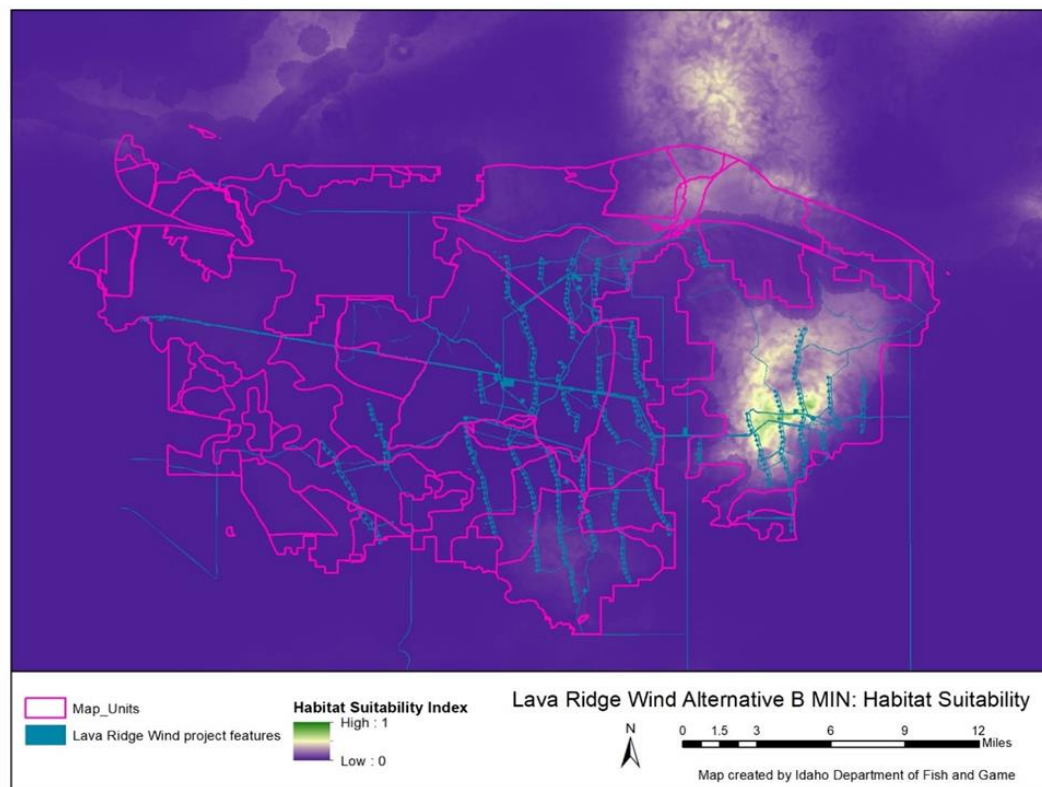 Map_Units
Lava Ridge Wind project features
Habitat Suitability Index
High : 1
Low : 0
Lava Ridge Wind Alternative B MIN: Habitat Suitability
N
0 1.5 3 6 9 12
Miles
Map created by Idaho Department of Fish and Game